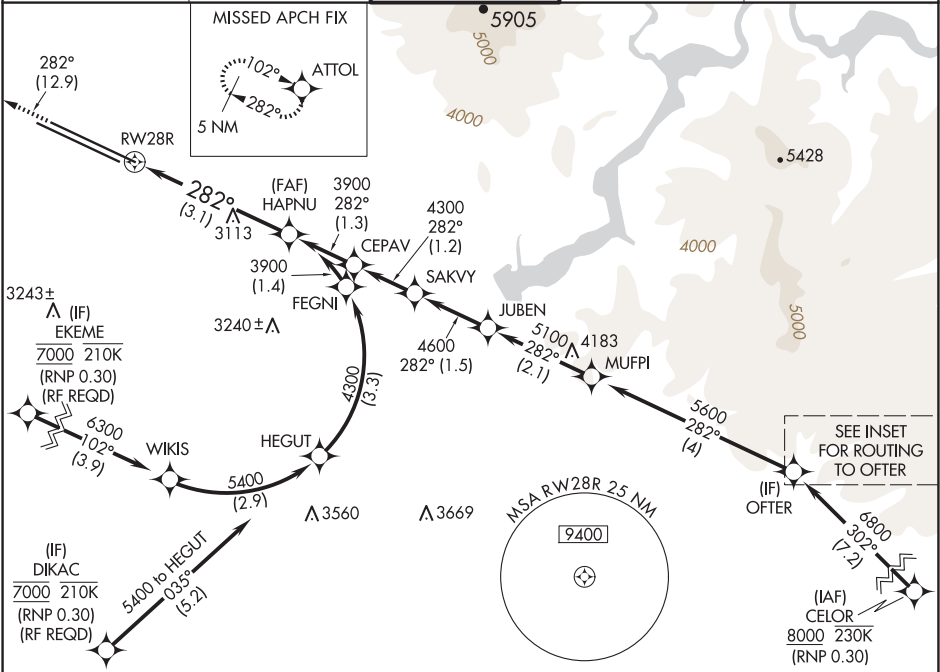 MISSED APCH FIX
102°
ATTOL
282°
5 NM
5905
5000
4000
282°
(12.9)
RW28R
5428
282°
(3.1)
3113
(FAF)
HAPNU
3900
282°
(1.3)
CEPAV
4300
282°
(1.2)
SAKVY
4000
5000
3900
(1.4)
FEGNI
JUBEN
3243±
3240±
4600
282° (1.5)
5100
282°
(2.1)
4183
MUFPI
(IF)
EKEME
7000 210K
(RNP 0.30)
(RF REQD)
4300
(3.3)
5600
282°
(4)
6300
102°
(3.9)
WIKIS
HEGUT
SEE INSET
FOR ROUTING
TO OFTER
5400
(2.9)
(IF)
OFTER
3560
3669
MSA RW28R 25 NM
9400
6800
302°
(7.2)
(IF)
DIKAC
7000 210K
(RNP 0.30)
(RF REQD)
5400 to HEGUT
035°
(5.2)
(IAF)
CELOR
8000 230K
(RNP 0.30)